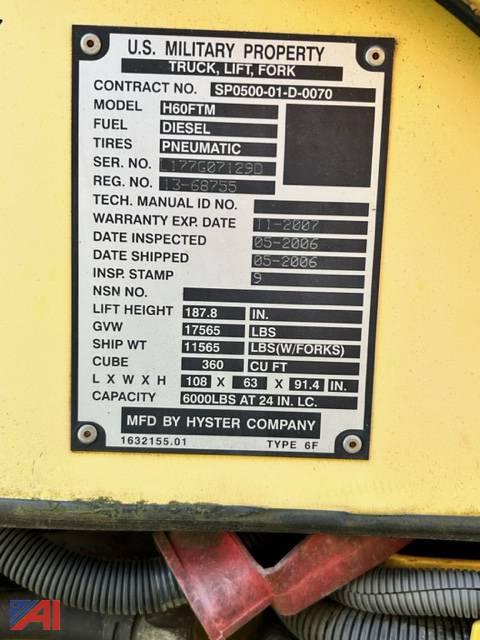 U.S. MILITARY PROPERTY
TRUCK, LIFT, FORK
CONTRACT NO. SP0500-01-D-0070
MODEL H60FTM
FUEL DIESEL
TIRES PNEUMATIC
SER. NO. L177G07129D
REG. NO. 13-68755
TECH. MANUAL ID NO.
WARRANTY EXP. DATE 11-2007
DATE INSPECTED 05-2006
DATE SHIPPED 05-2006
INSP. STAMP 9
NSN NO.
LIFT HEIGHT 187.8 IN.
GVW 17565 LBS
SHIP WT 11565 LBS(W/FORKS)
CUBE 360 CU FT
L X W X H 108 X 63 X 91.4 IN.
CAPACITY 6000LBS AT 24 IN. LC.
MFD BY HYSTER COMPANY
1632155.01 TYPE 6F
AI